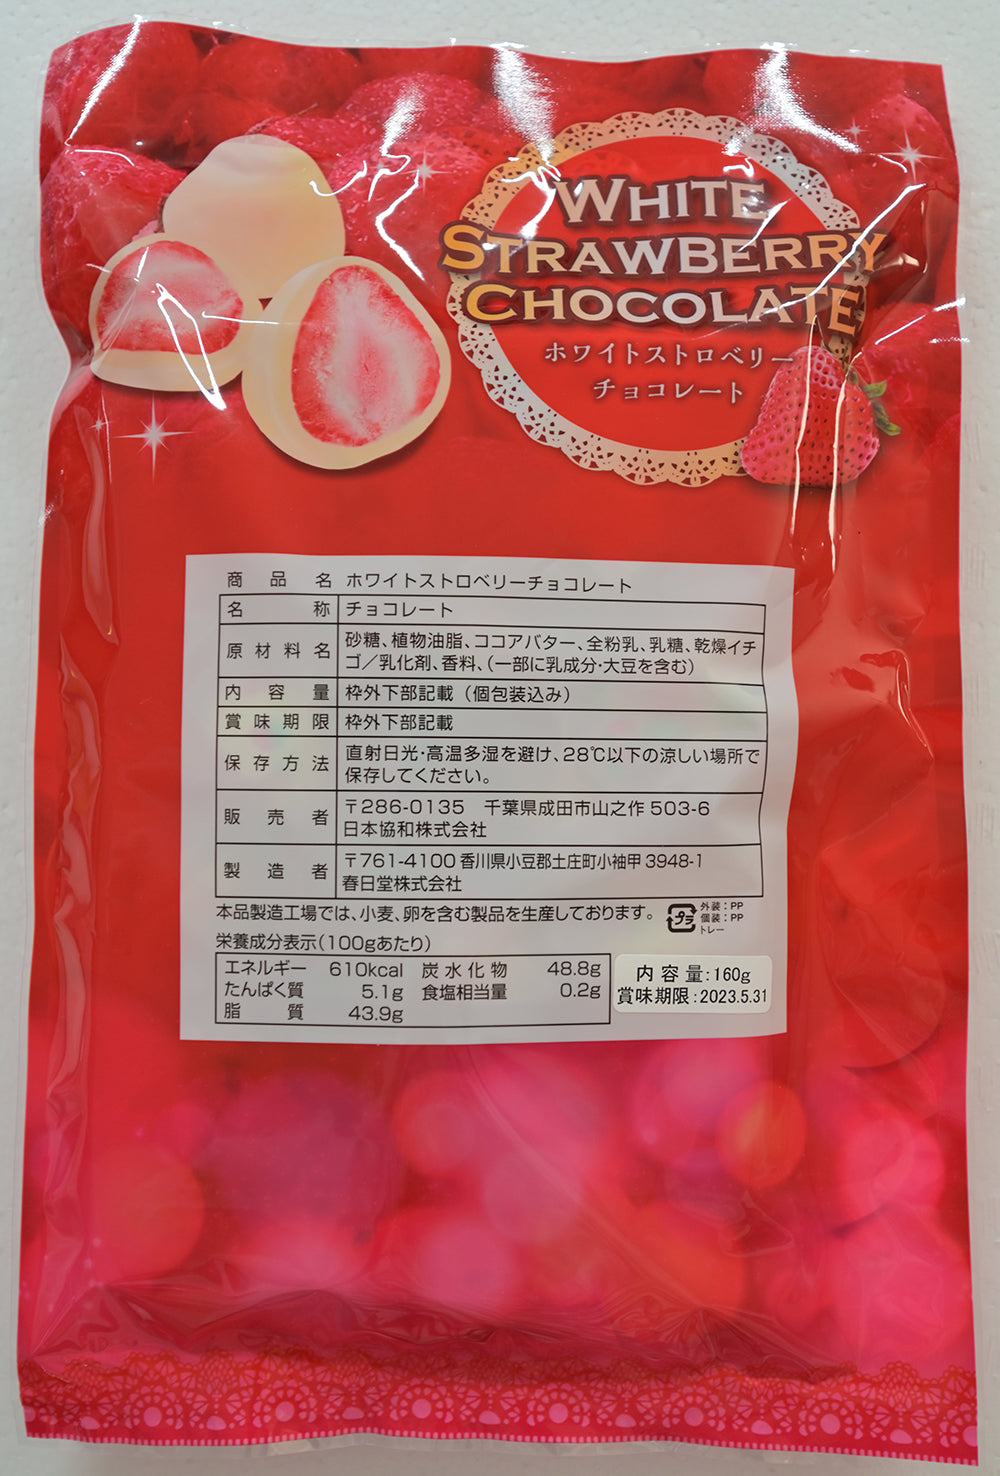 WHITE
STRAWBERRY
CHOCOLATE
ホワイトストロベリー
チョコレート
商品名 ホワイトストロベリーチョコレート
名称 チョコレート
原材料名 砂糖、植物油脂、ココアバター、全粉乳、乳糖、乾燥イチ
ゴ／乳化剤、香料、(一部に乳成分・大豆を含む)
内容量 枠外下部記載（個包装込み）
賞味期限 枠外下部記載
保存方法 直射日光・高温多湿を避け、28℃以下の涼しい場所で
保存してください。
販売者 〒286-0135 千葉県成田市山之作 503-6
日本協和株式会社
製造者 〒761-4100 香川県小豆郡土庄町小袖甲 3948-1
春日堂株式会社
本品製造工場では、小麦、卵を含む製品を生産しております。
プラ
外装：PP
個装：PP
トレー
栄養成分表示(100gあたり)
エネルギー 610kcal 炭水化物 48.8g
たんぱく質 5.1g 食塩相当量 0.2g
脂質 43.9g
内容量:160g
賞味期限:2023.5.31